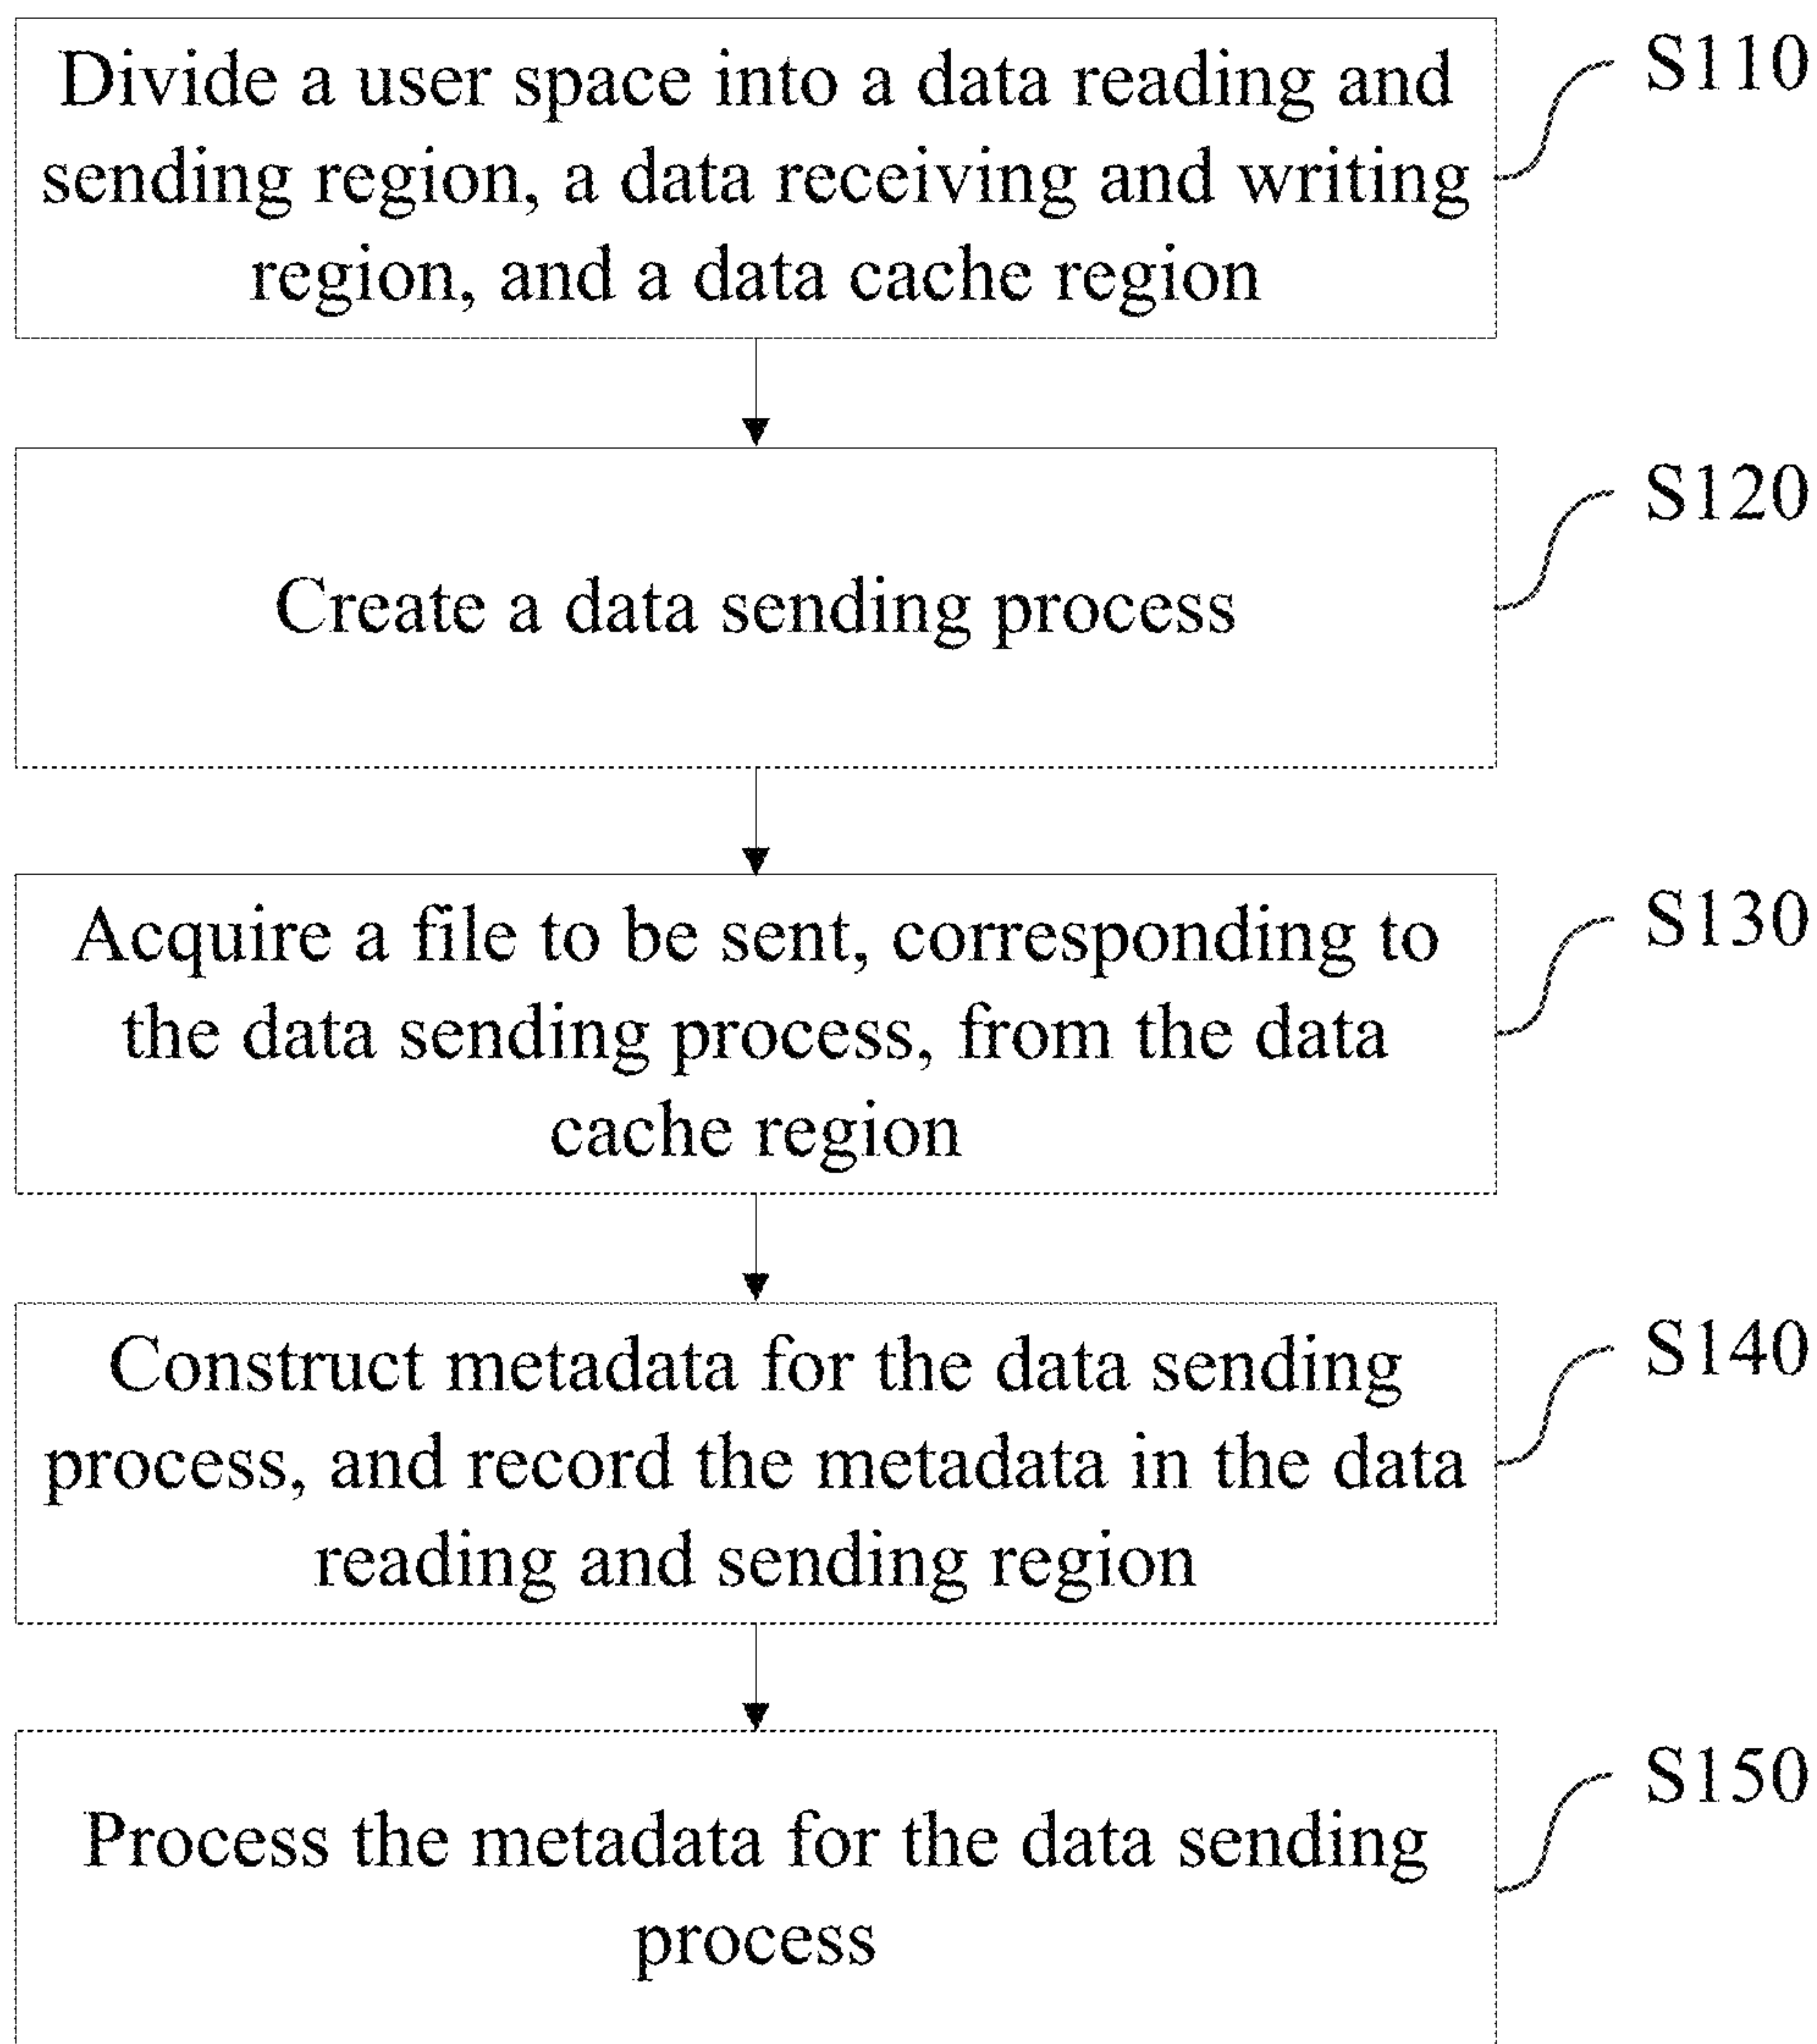 Divide a user space into a data reading and
sending region, a data receiving and writing
region, and a data cache region
S110
Create a data sending process
S120
Acquire a file to be sent, corresponding to
the data sending process, from the data
cache region
S130
Construct metadata for the data sending
process, and record the metadata in the data
reading and sending region
S140
Process the metadata for the data sending
process
S150